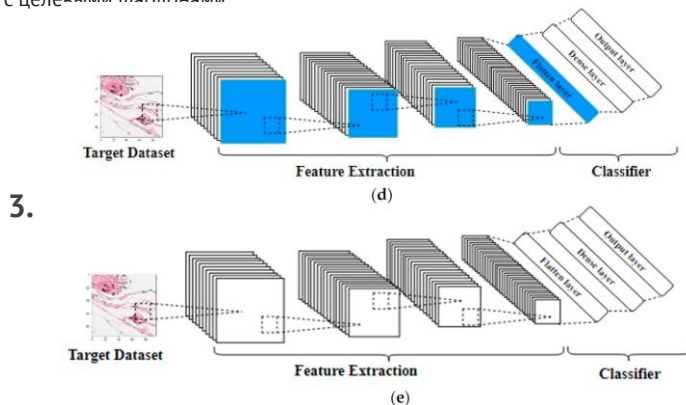 с целевыми
Flatten layer
Dense layer
Output layer
Target Dataset
Feature Extraction
Classifier
(d)
3.
Flatten layer
Dense layer
Output layer
Target Dataset
Feature Extraction
Classifier
(e)